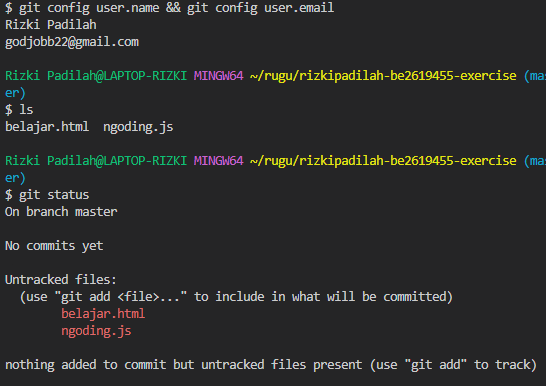 $ git config user.name && git config user.email
Rizki Padilah
godjobb22@gmail.com
Rizki Padilah@LAPTOP-RIZKI MINGW64 ~/rugu/rizkipadilah-be2619455-exercise (mast
er)
$ ls
belajar.html  ngoding.js
Rizki Padilah@LAPTOP-RIZKI MINGW64 ~/rugu/rizkipadilah-be2619455-exercise (mast
er)
$ git status
On branch master
No commits yet
Untracked files:
  (use "git add <file>..." to include in what will be committed)
        belajar.html
        ngoding.js
nothing added to commit but untracked files present (use "git add" to track)